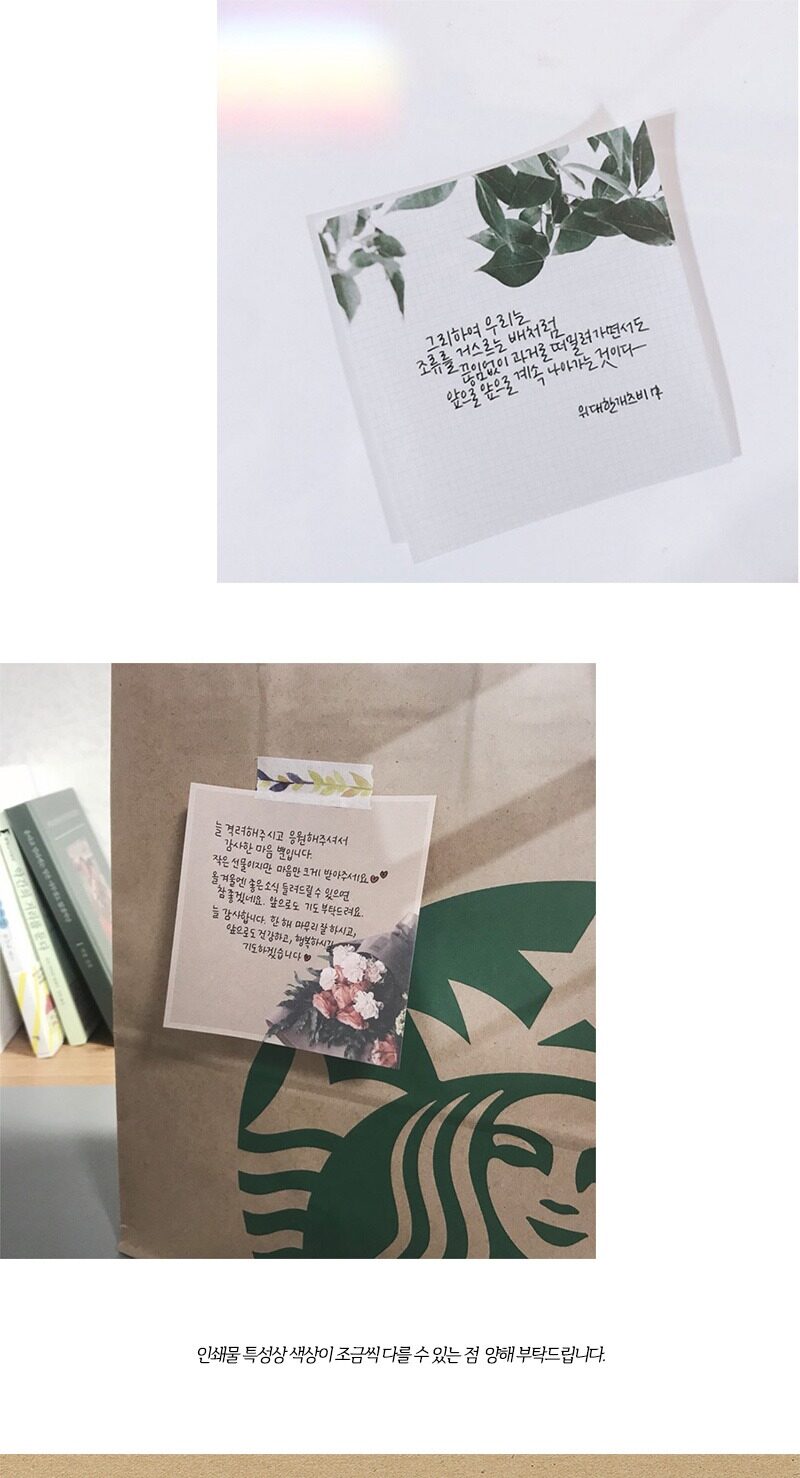 그리하여 우리는
조류를 거스르는 배처럼
끊임없이 과거로 떠밀려가면서도
앞으로 앞으로 계속 나아가는 것이다-
위대한개츠비 中
늘 격려해주시고 응원해주셔서
감사한 마음 뿐입니다.
작은 선물이지만 마음만 크게 받아주세요
올 겨울엔 좋은소식 들려드릴 수 있으면
참 좋겠네요. 앞으로도 기도 부탁드려요.
늘 감사합니다. 한 해 마무리 잘 하시고,
앞으로도 건강하고, 행복하시길
기도하겠습니다
인쇄물 특성상 색상이 조금씩 다를 수 있는 점 양해 부탁드립니다.